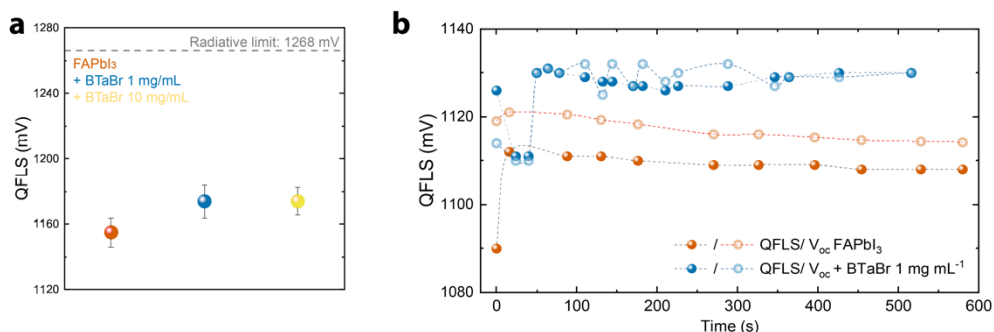 a
QFLS (mV)
1280
1240
1200
1160
1120
Radiative limit: 1268 mV
FAPbI₃
+ BTaBr 1 mg/mL
+ BTaBr 10 mg/mL
b
QFLS (mV)
1140
1120
1100
1080
/ QFLS/ Voc FAPbI₃
/ QFLS/ Voc + BTaBr 1 mg mL⁻¹
0 100 200 300 400 500 600
Time (s)